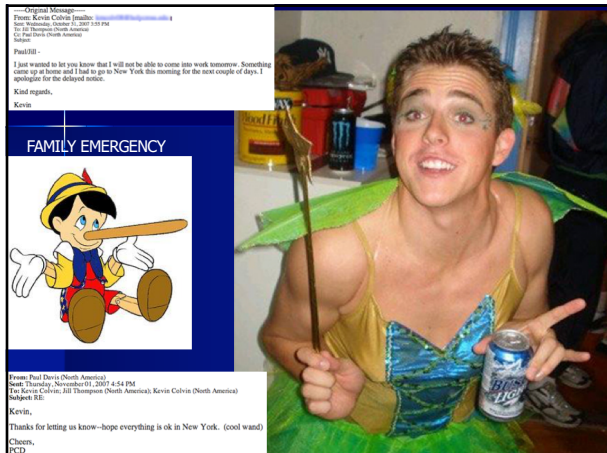 -----Original Message-----
From: Kevin Colvin [mailto:
Sent: Wednesday, October 31, 2007 3:55 PM
To: Jill Thompson (North America)
Cc: Paul Davis (North America)
Subject:
Paul/Jill -
I just wanted to let you know that I will not be able to come into work tomorrow. Something
came up at home and I had to go to New York this morning for the next couple of days. I
apologize for the delayed notice.
Kind regards,
Kevin
FAMILY EMERGENCY
From: Paul Davis (North America)
Sent: Thursday, November 01, 2007 4:54 PM
To: Kevin Colvin; Jill Thompson (North America); Kevin Colvin (North America)
Subject: RE:
Kevin,
Thanks for letting us know--hope everything is ok in New York. (cool wand)
Cheers,
PCD
BUSCH
LIGHT